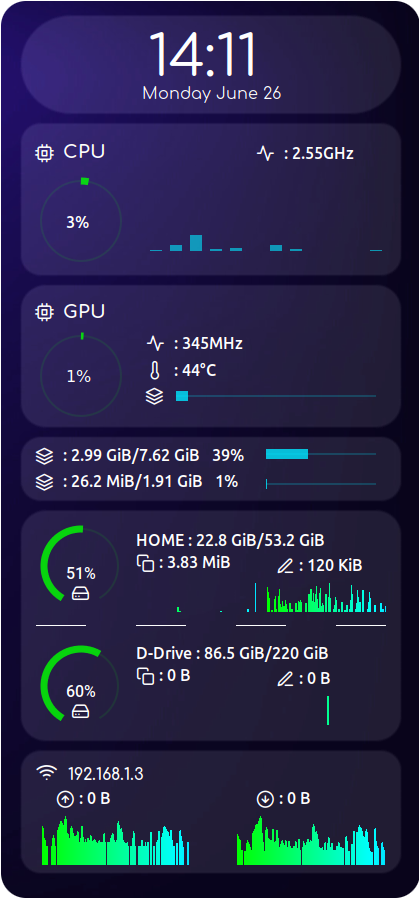 14:11
Monday June 26
CPU : 2.55GHz
3%
GPU
: 345MHz
1%
: 44°C
: 2.99 GiB/7.62 GiB 39%
: 26.2 MiB/1.91 GiB 1%
HOME : 22.8 GiB/53.2 GiB
: 3.83 MiB : 120 KiB
51%
D-Drive : 86.5 GiB/220 GiB
: 0 B : 0 B
60%
192.168.1.3
: 0 B : 0 B